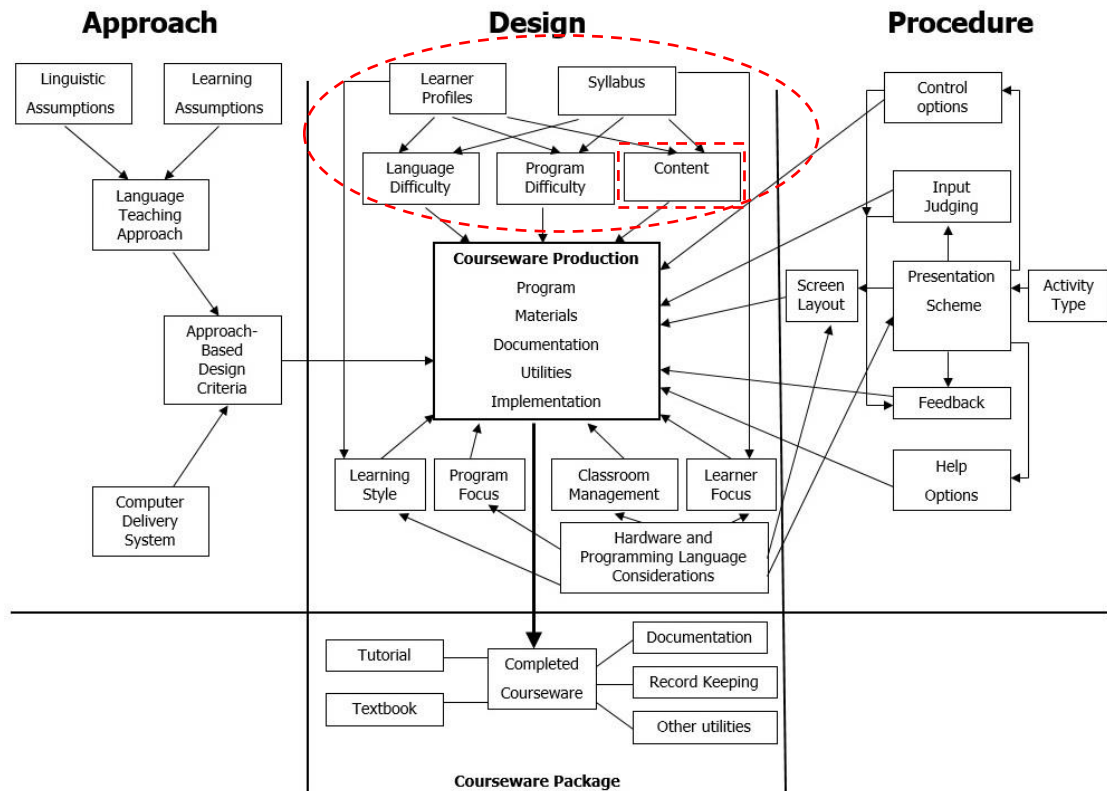 Approach
Design
Procedure
Linguistic
Assumptions
Learning
Assumptions
Language
Teaching
Approach
Approach-
Based
Design
Criteria
Computer
Delivery
System
Learner
Profiles
Syllabus
Language
Difficulty
Program
Difficulty
Content
Courseware Production
Program
Materials
Documentation
Utilities
Implementation
Learning
Style
Program
Focus
Classroom
Management
Learner
Focus
Hardware and
Programming Language
Considerations
Control
options
Input
Judging
Screen
Layout
Presentation
Scheme
Activity
Type
Feedback
Help
Options
Tutorial
Textbook
Completed
Courseware
Documentation
Record Keeping
Other utilities
Courseware Package